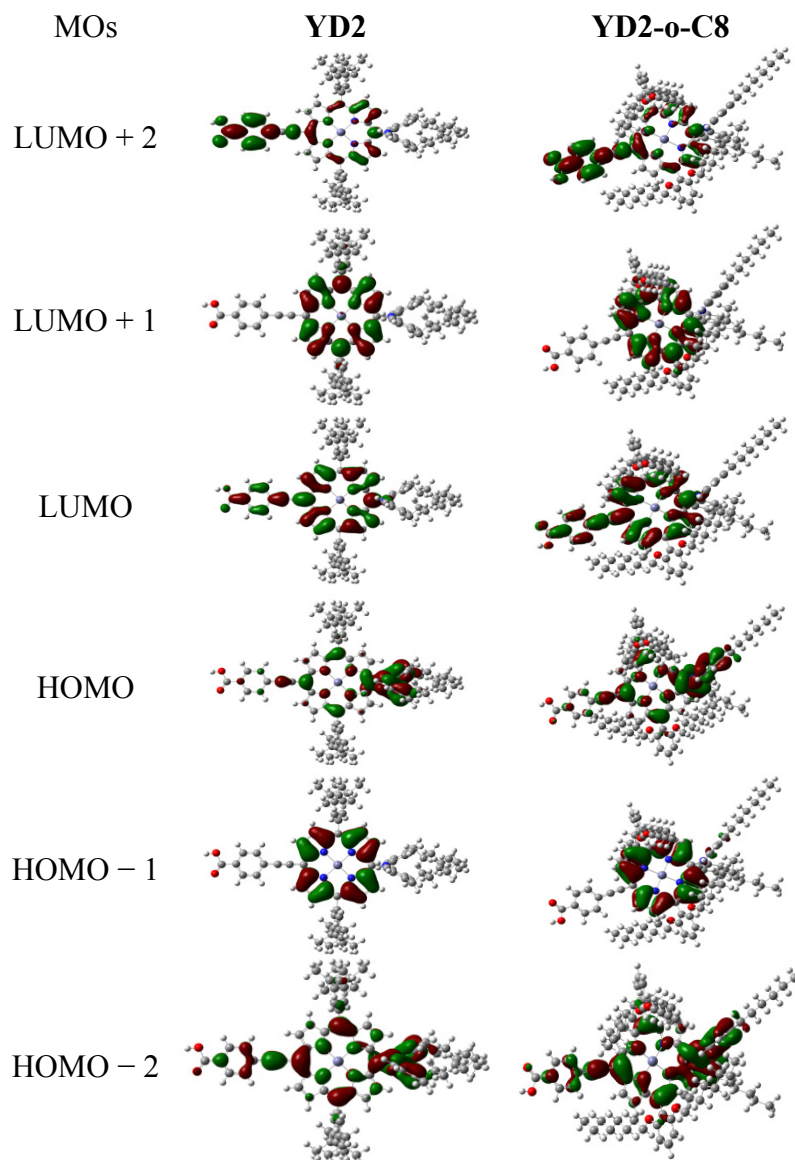 MOs YD2 YD2-o-C8
LUMO + 2
LUMO + 1
LUMO
HOMO
HOMO − 1
HOMO − 2